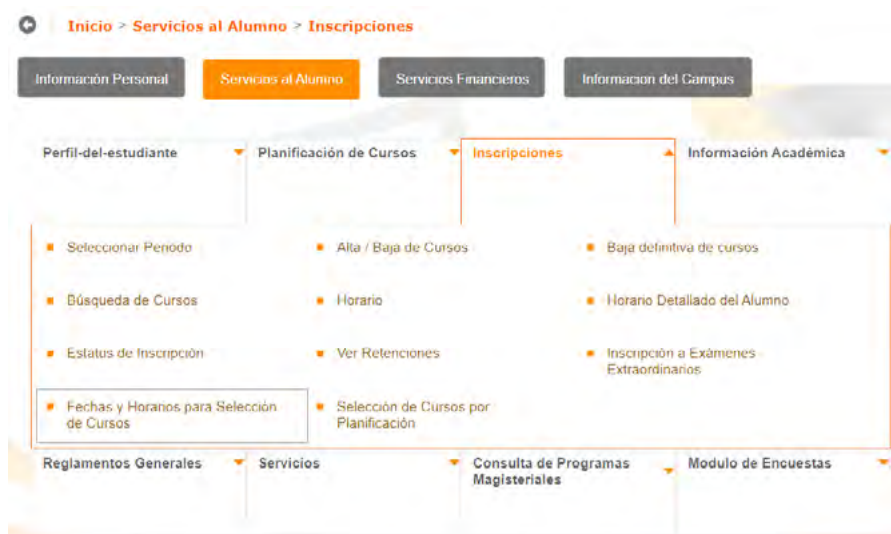 Inicio > Servicios al Alumno > Inscripciones
Información Personal Servicios al Alumno Servicios Financieros Informacion del Campus
Perfil-del-estudiante Planificación de Cursos Inscripciones Información Académica
Seleccionar Periodo Alta / Baja de Cursos Baja definitiva de cursos
Búsqueda de Cursos Horario Horario Detallado del Alumno
Estatus de Inscripción Ver Retenciones Inscripción a Exámenes
Extraordinarios
Fechas y Horarios para Selección Selección de Cursos por
de Cursos Planificación
Reglamentos Generales Servicios Consulta de Programas Modulo de Encuestas
Magisteriales